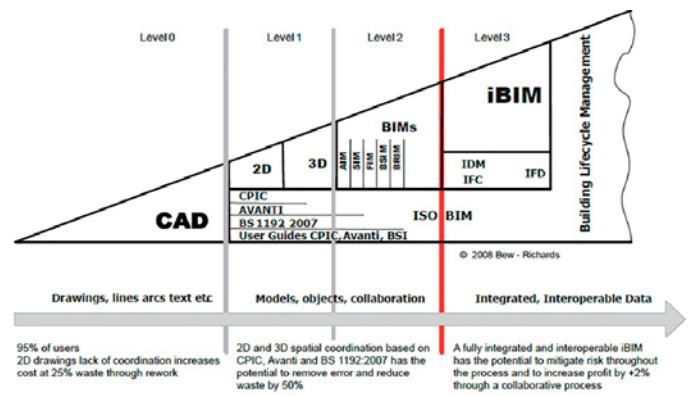 Level 0
Level 1
Level 2
Level 3
iBIM
BIMs
2D
3D
AIM
SIM
FIM
BSIM
BRIM
IDM
IFC
IFD
Building Lifecycle Management
CAD
CPIC
AVANTI
BS 1192 2007
User Guides CPIC, Avanti, BSI
ISO BIM
© 2008 Bew - Richards
Drawings, lines arcs text etc
Models, objects, collaboration
Integrated, Interoperable Data
95% of users
2D drawings lack of coordination increases
cost at 25% waste through rework
2D and 3D spatial coordination based on
CPIC, Avanti and BS 1192:2007 has the
potential to remove error and reduce
waste by 50%
A fully integrated and interoperable iBIM
has the potential to mitigate risk throughout
the process and to increase profit by +2%
through a collaborative process